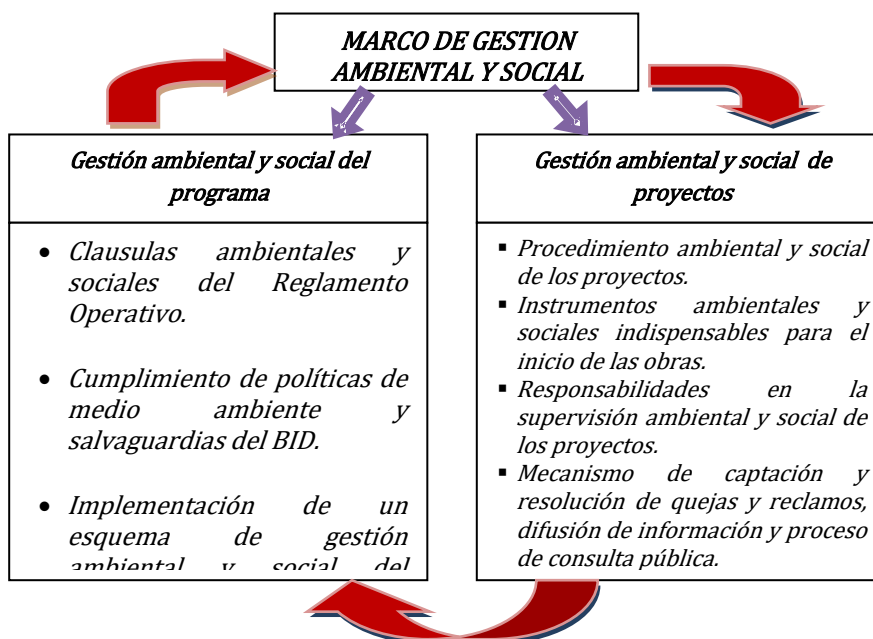 MARCO DE GESTION
AMBIENTAL Y SOCIAL
Gestión ambiental y social del
programa
• Clausulas ambientales y
sociales del Reglamento
Operativo.
• Cumplimiento de políticas de
medio ambiente y
salvaguardias del BID.
• Implementación de un
esquema de gestión
ambiental y social del
Gestión ambiental y social de
proyectos
▪ Procedimiento ambiental y social
de los proyectos.
▪ Instrumentos ambientales y
sociales indispensables para el
inicio de las obras.
▪ Responsabilidades en la
supervisión ambiental y social de
los proyectos.
▪ Mecanismo de captación y
resolución de quejas y reclamos,
difusión de información y proceso
de consulta pública.